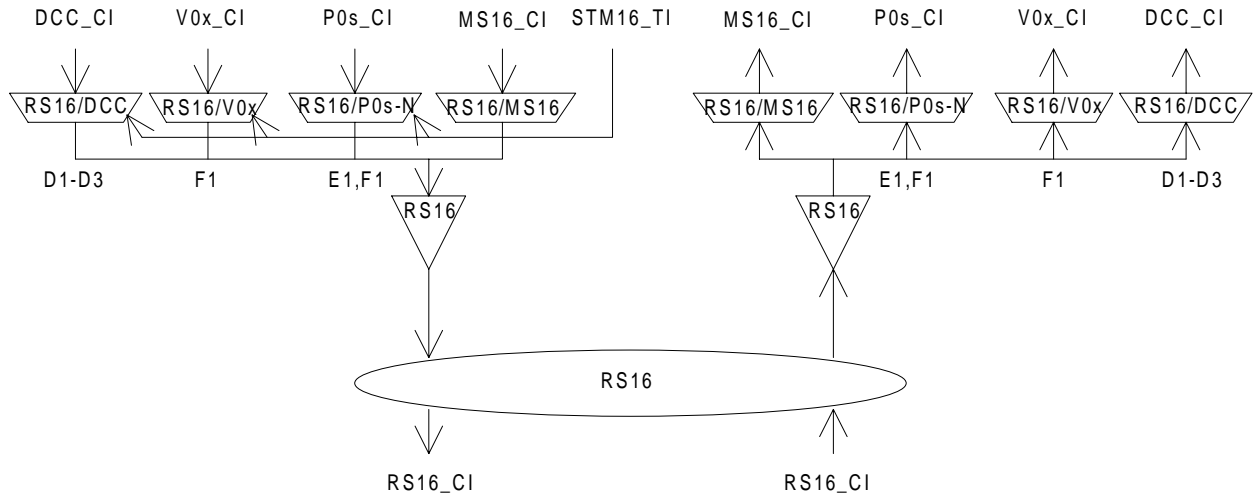 DCC_CI V0x_CI P0s_CI MS16_CI STM16_TI MS16_CI P0s_CI V0x_CI DCC_CI
RS16/DCC RS16/V0x RS16/P0s-N RS16/MS16 RS16/MS16 RS16/P0s-N RS16/V0x RS16/DCC
D1-D3 F1 E1,F1 E1,F1 F1 D1-D3
RS16 RS16
RS16
RS16_CI RS16_CI